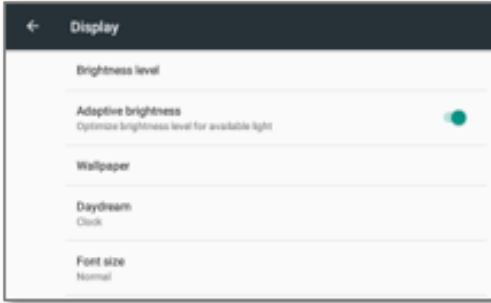 Display
Brightness level
Adaptive brightness
Optimize brightness level for available light
Wallpaper
Daydream
Clock
Font size
Normal